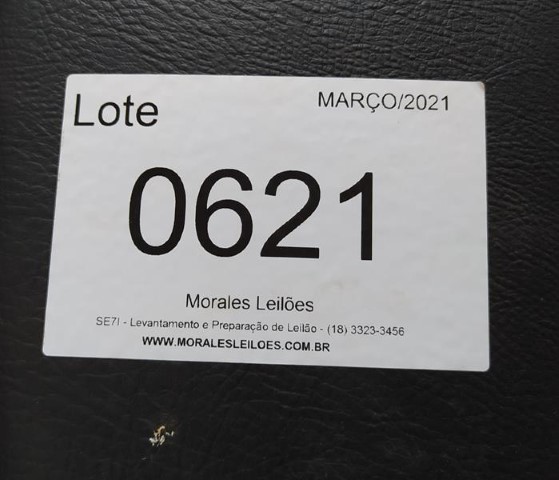 Lote
MARÇO/2021
0621
Morales Leilões
SE7I - Levantamento e Preparação de Leilão - (18) 3323-3456
WWW.MORALESLEILOES.COM.BR